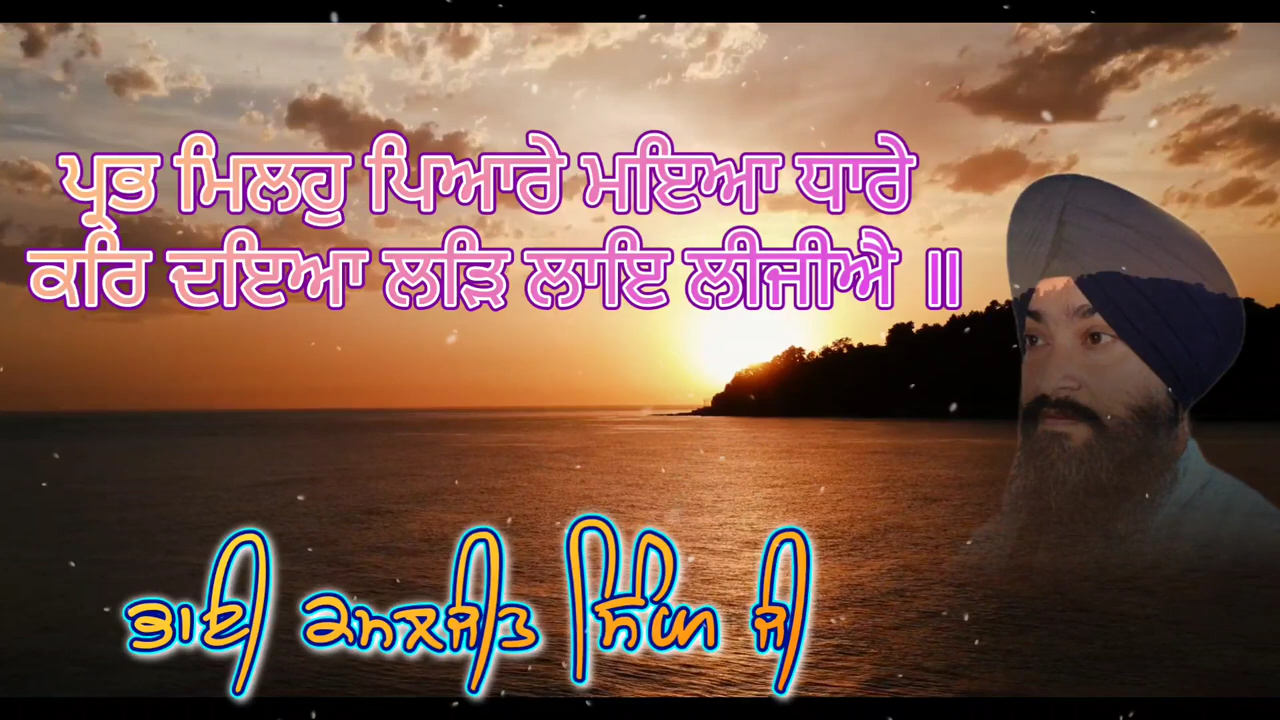 ਪ੍ਰਭ ਮਿਲਹੁ ਪਿਆਰੇ ਮਇਆ ਧਾਰੇ
ਕਰਿ ਦਇਆ ਲੜਿ ਲਾਇ ਲੀਜੀਐ ॥
ਭਾਈ ਕਮਲਜੀਤ ਸਿੰਘ ਜੀ